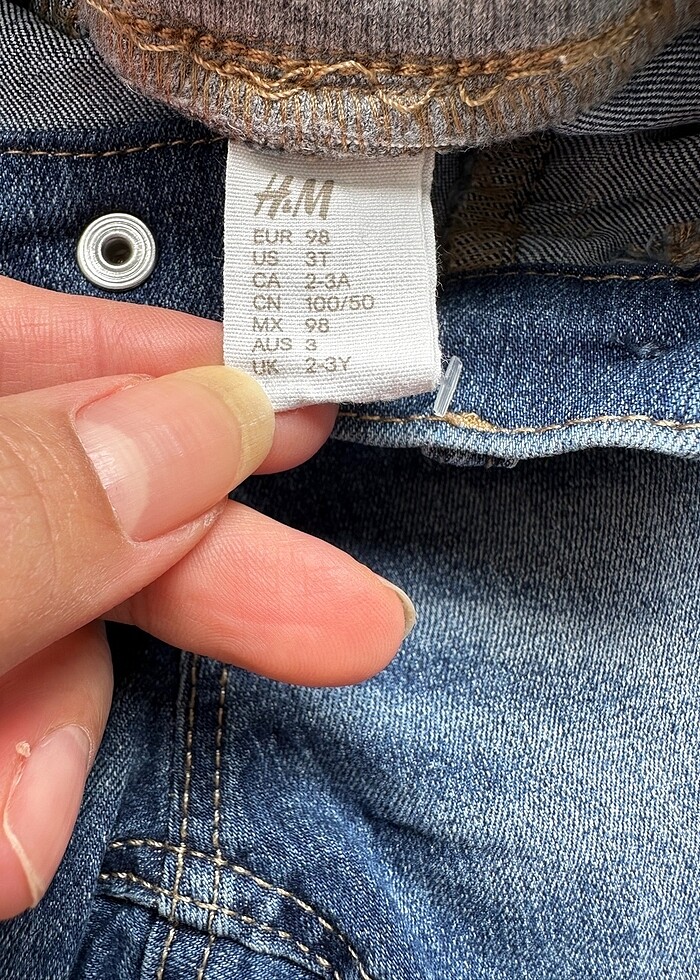 H&M
EUR 98
US 3T
CA 2-3A
CN 100/50
MX 98
AUS 3
UK 2-3Y